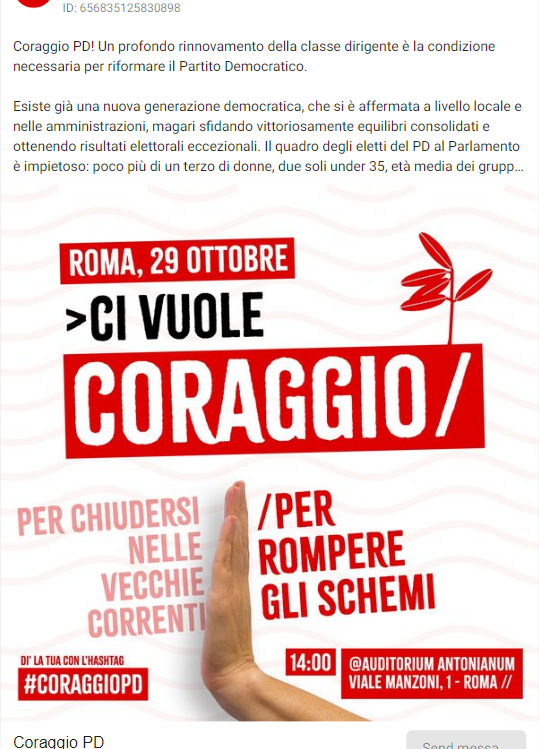 ID: 656835125830898
Coraggio PD! Un profondo rinnovamento della classe dirigente è la condizione
necessaria per riformare il Partito Democratico.
Esiste già una nuova generazione democratica, che si è affermata a livello locale e
nelle amministrazioni, magari sfidando vittoriosamente equilibri consolidati e
ottenendo risultati elettorali eccezionali. Il quadro degli eletti del PD al Parlamento
è impietoso: poco più di un terzo di donne, due soli under 35, età media dei grupp...
ROMA, 29 OTTOBRE
>CI VUOLE
CORAGGIO/
PER CHIUDERSI
NELLE
VECCHIE
CORRENTI
/PER
ROMPERE
GLI SCHEMI
DI' LA TUA CON L'HASHTAG
#CORAGGIOPD
14:00
@AUDITORIUM ANTONIANUM
VIALE MANZONI, 1 - ROMA //
Coraggio PD
Send messa...